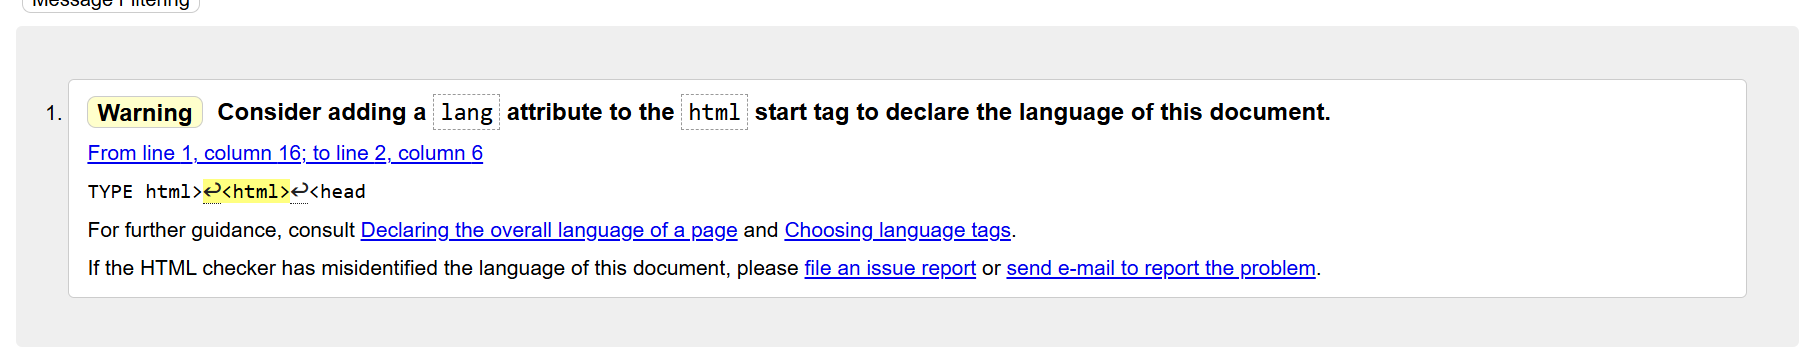 Message Filtering
1. Warning Consider adding a lang attribute to the html start tag to declare the language of this document.
From line 1, column 16; to line 2, column 6
TYPE html>↩<html>↩<head
For further guidance, consult Declaring the overall language of a page and Choosing language tags.
If the HTML checker has misidentified the language of this document, please file an issue report or send e-mail to report the problem.